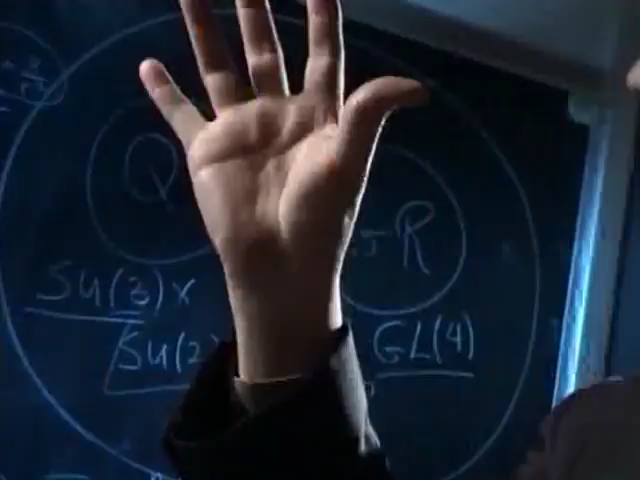 Q
R
SU(3) x
SU(2
GL(4)